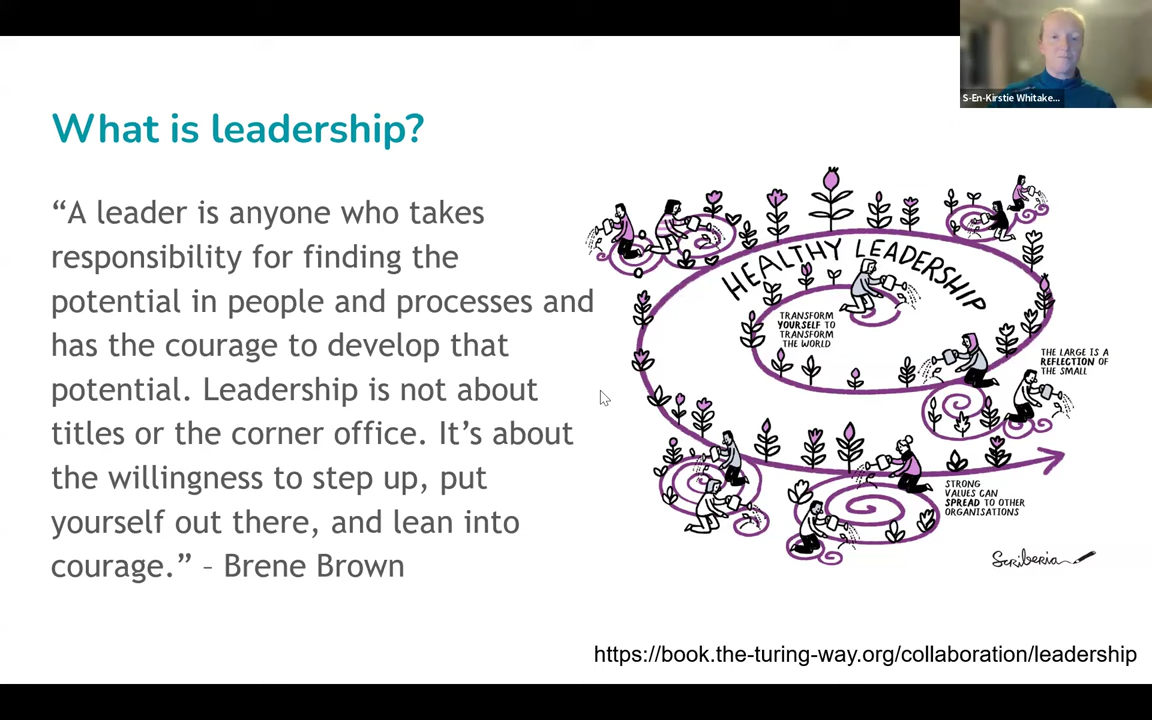 S-En-Kirstie Whitake...
What is leadership?
“A leader is anyone who takes
responsibility for finding the
potential in people and processes and
has the courage to develop that
potential. Leadership is not about
titles or the corner office. It’s about
the willingness to step up, put
yourself out there, and lean into
courage.” – Brene Brown
HEALTHY LEADERSHIP
TRANSFORM
YOURSELF TO
TRANSFORM
THE WORLD
THE LARGE IS A
REFLECTION OF
THE SMALL
STRONG
VALUES CAN
SPREAD TO OTHER
ORGANISATIONS
Scriberia
https://book.the-turing-way.org/collaboration/leadership